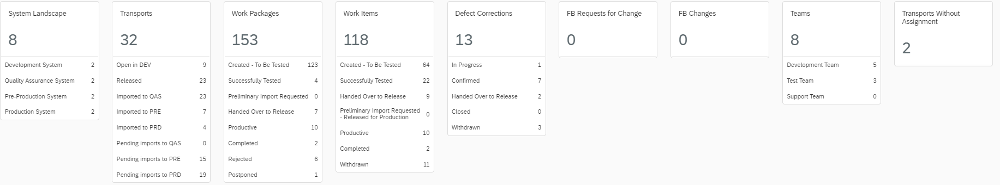 System Landscape
8
Development System 2
Quality Assurance System 2
Pre-Production System 2
Production System 2
Transports
32
Open in DEV 9
Released 23
Imported to QAS 23
Imported to PRE 7
Imported to PRD 4
Pending imports to QAS 0
Pending imports to PRE 15
Pending imports to PRD 19
Work Packages
153
Created - To Be Tested 123
Successfully Tested 4
Preliminary Import Requested 0
Handed Over to Release 7
Productive 10
Completed 2
Rejected 6
Postponed 1
Work Items
118
Created - To Be Tested 64
Successfully Tested 22
Handed Over to Release 9
Preliminary Import Requested
- Released for Production 0
Productive 10
Completed 2
Withdrawn 11
Defect Corrections
13
In Progress 1
Confirmed 7
Handed Over to Release 2
Closed 0
Withdrawn 3
FB Requests for Change
0
FB Changes
0
Teams
8
Development Team 5
Test Team 3
Support Team 0
Transports Without
Assignment
2